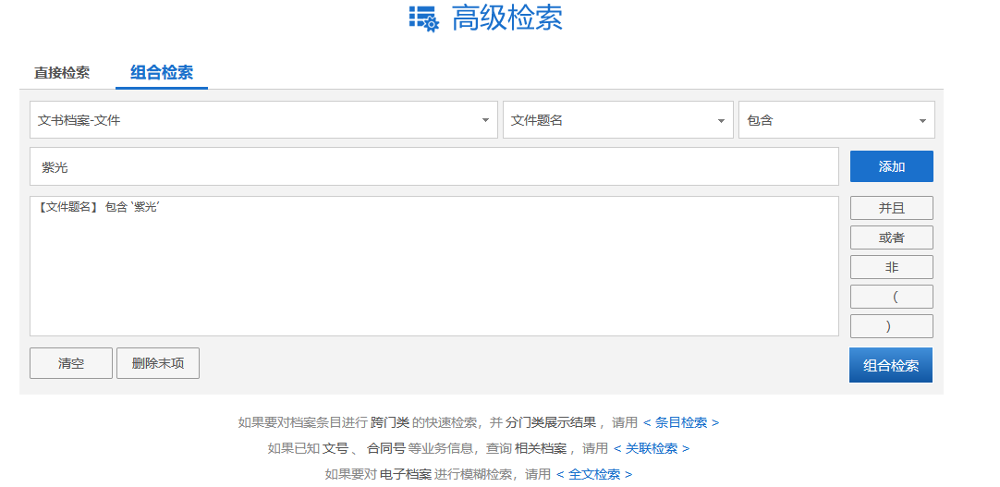 高级检索
直接检索 组合检索
文书档案-文件 文件题名 包含
紫光 添加
【文件题名】 包含 '紫光'
并且
或者
非
(
)
清空 删除末项 组合检索
如果要对档案条目进行 跨门类 的快速检索，并 分门类展示结果 ，请用 < 条目检索 >
如果已知 文号 、 合同号 等业务信息，查询 相关档案 ，请用 < 关联检索 >
如果要对 电子档案 进行模糊检索，请用 < 全文检索 >